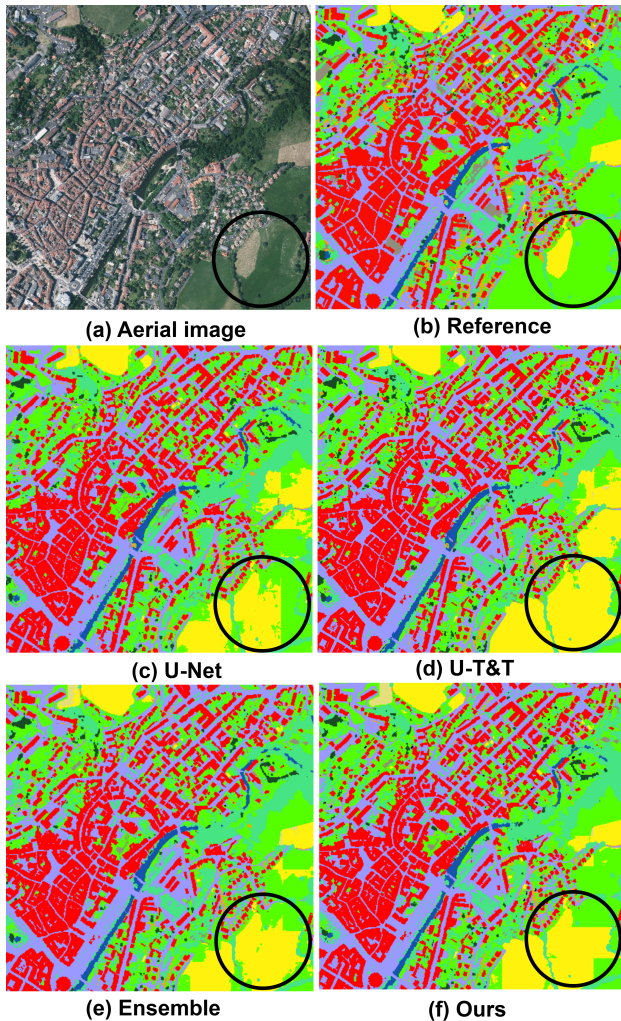 (a) Aerial image
(b) Reference
(c) U-Net
(d) U-T&T
(e) Ensemble
(f) Ours